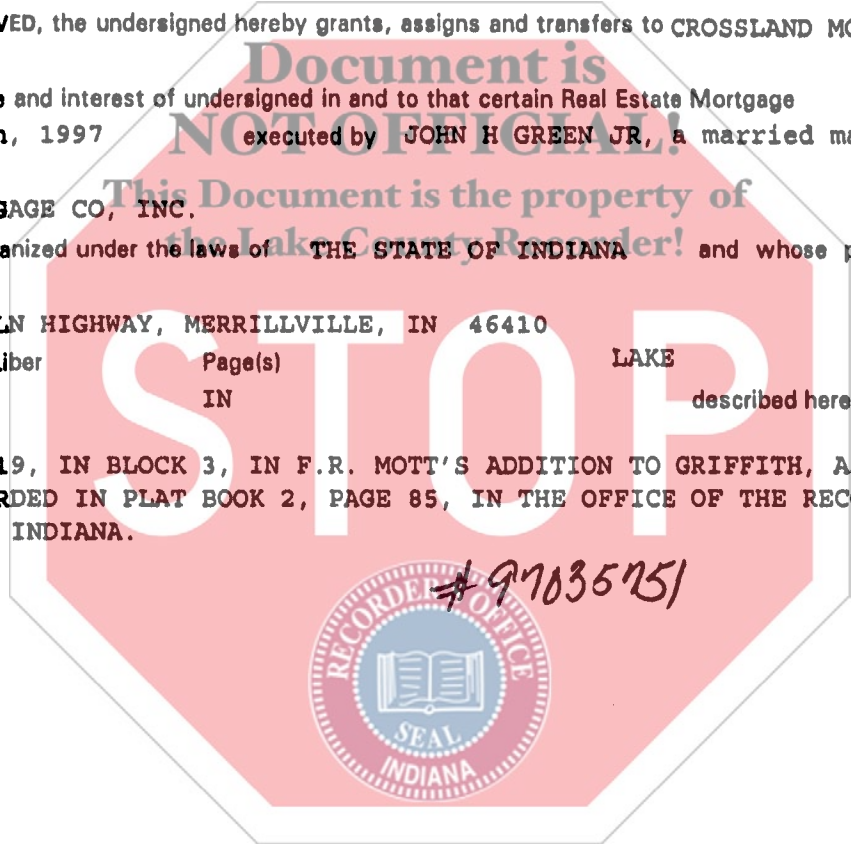 VED, the undersigned hereby grants, assigns and transfers to CROSSLAND MO
Document is
e and interest of undersigned in and to that certain Real Estate Mortgage
NOT OFFICIAL!
, 1997 executed by JOHN H GREEN JR, a married ma
This Document is the property of
GAGE CO, INC.
the Lake County Recorder!
anized under the laws of THE STATE OF INDIANA and whose p
LN HIGHWAY, MERRILLVILLE, IN 46410
iber Page(s) LAKE
IN described here
STOP
19, IN BLOCK 3, IN F.R. MOTT'S ADDITION TO GRIFFITH, A
RDED IN PLAT BOOK 2, PAGE 85, IN THE OFFICE OF THE REC
INDIANA.
# 97035751
RECORDER OFFICE
SEAL
INDIANA